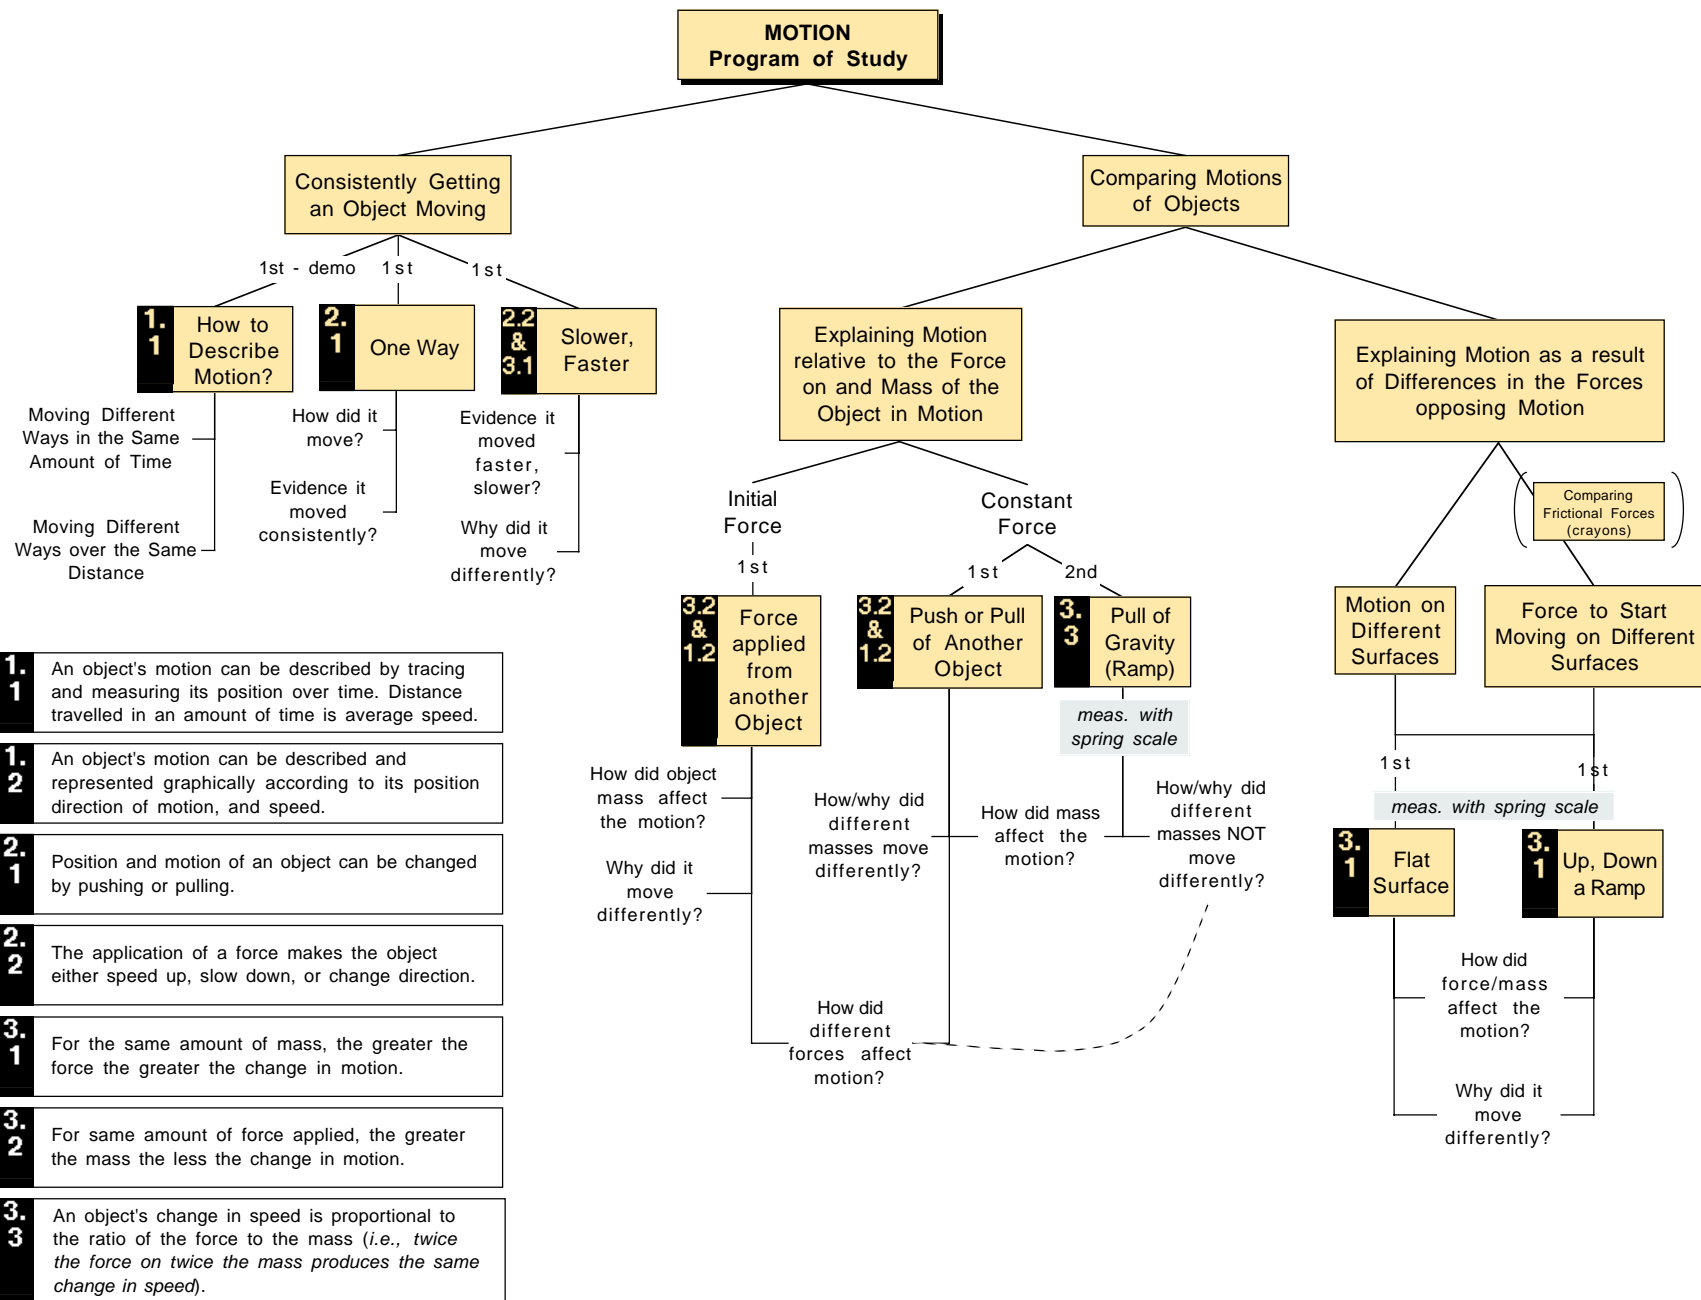 MOTION
Program of Study
Consistently Getting
an Object Moving
Comparing Motions
of Objects
1st - demo
1st
1st
1.
1
How to
Describe
Motion?
2.
1
One Way
2.2
&
3.1
Slower,
Faster
Moving Different
Ways in the Same
Amount of Time
Moving Different
Ways over the Same
Distance
How did it
move?
Evidence it
moved
consistently?
Evidence it
moved
faster,
slower?
Why did it
move
differently?
Explaining Motion
relative to the Force
on and Mass of the
Object in Motion
Explaining Motion as a result
of Differences in the Forces
opposing Motion
Initial
Force
Constant
Force
1st
1st
2nd
Comparing
Frictional Forces
(crayons)
3.2
&
1.2
Force
applied
from
another
Object
3.2
&
1.2
Push or Pull
of Another
Object
3.
3
Pull of
Gravity
(Ramp)
meas. with
spring scale
Motion on
Different
Surfaces
Force to Start
Moving on Different
Surfaces
How did object
mass affect
the motion?
Why did it
move
differently?
How/why did
different
masses move
differently?
How did mass
affect the
motion?
How/why did
different
masses NOT
move
differently?
How did
different
forces affect
motion?
1st
1st
meas. with spring scale
3.
1
Flat
Surface
3.
1
Up, Down
a Ramp
How did
force/mass
affect the
motion?
Why did it
move
differently?
1.
1
An object's motion can be described by tracing
and measuring its position over time. Distance
travelled in an amount of time is average speed.
1.
2
An object's motion can be described and
represented graphically according to its position
direction of motion, and speed.
2.
1
Position and motion of an object can be changed
by pushing or pulling.
2.
2
The application of a force makes the object
either speed up, slow down, or change direction.
3.
1
For the same amount of mass, the greater the
force the greater the change in motion.
3.
2
For same amount of force applied, the greater
the mass the less the change in motion.
3.
3
An object's change in speed is proportional to
the ratio of the force to the mass (i.e., twice
the force on twice the mass produces the same
change in speed).